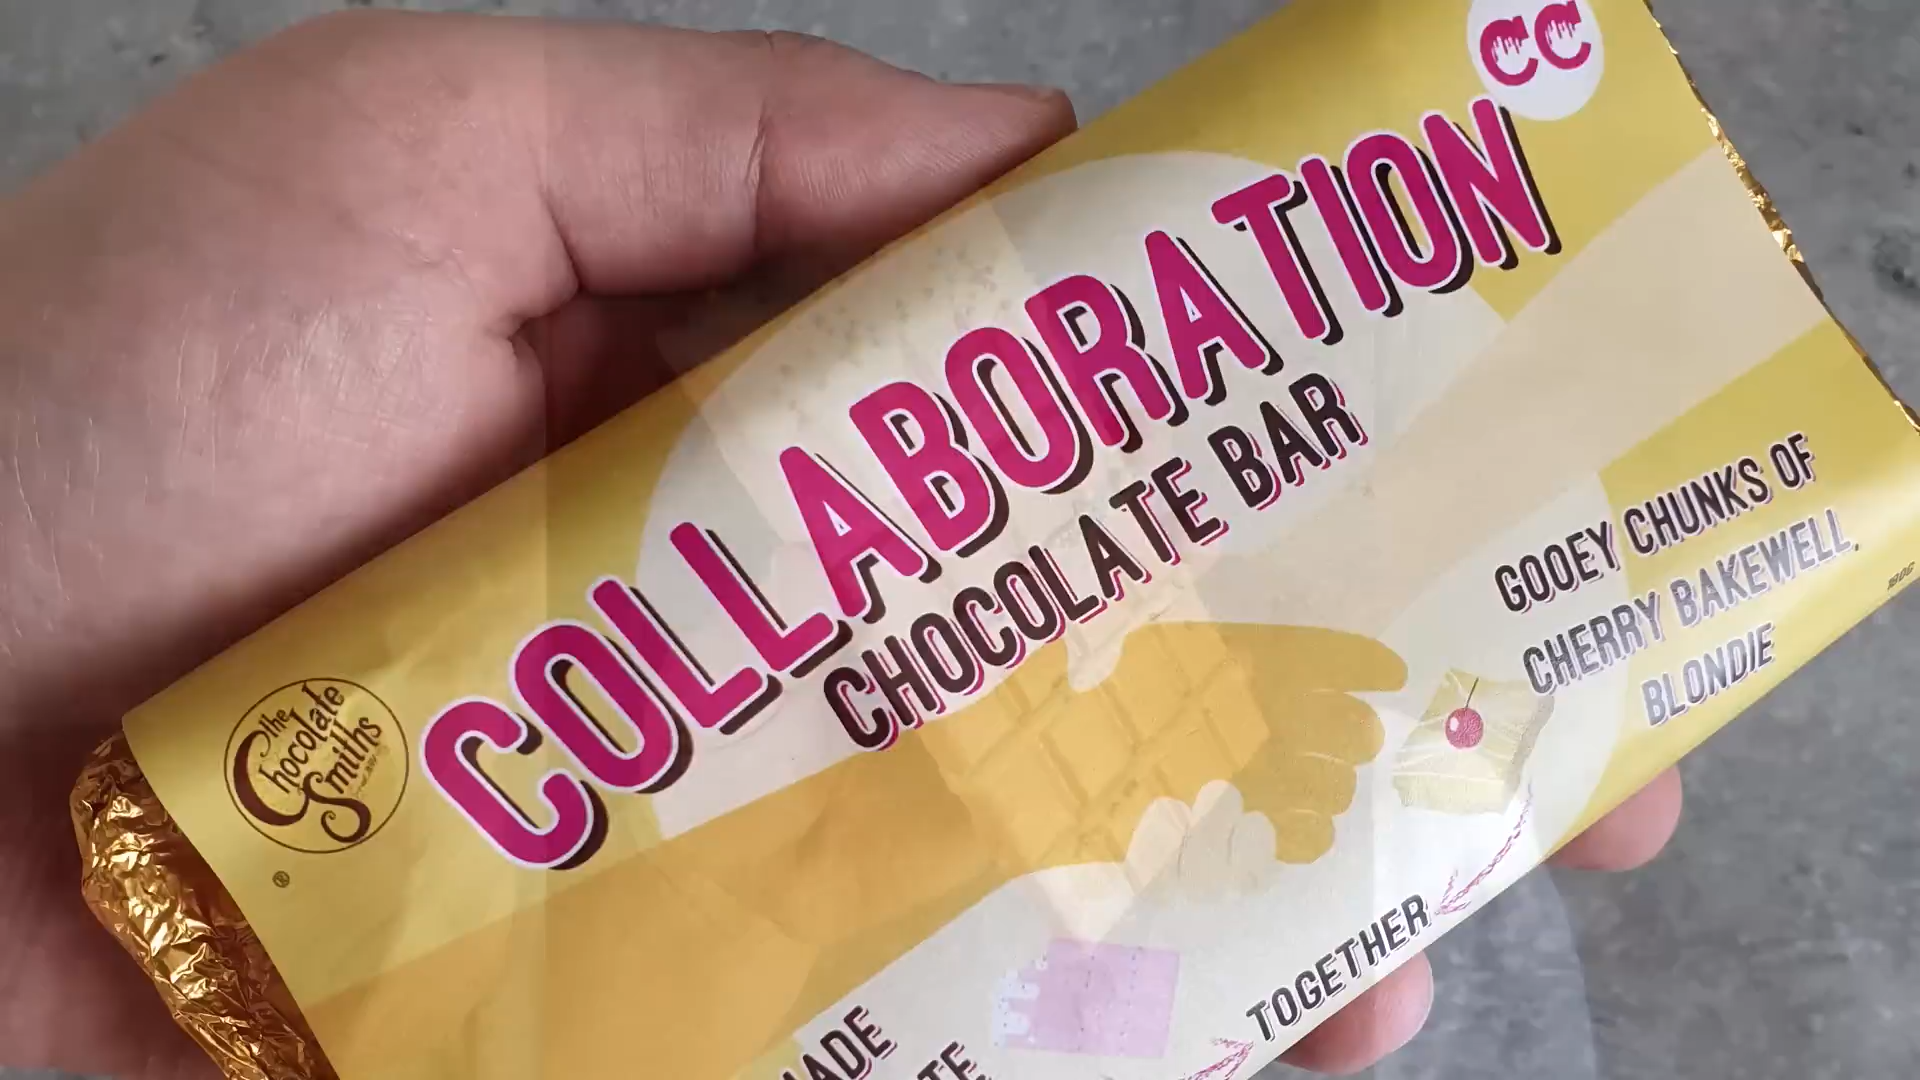 CC
COLLABORATION
CHOCOLATE BAR
The
Chocolate
Smiths
®
GOOEY CHUNKS OF
CHERRY BAKEWELL
BLONDIE
TOGETHER